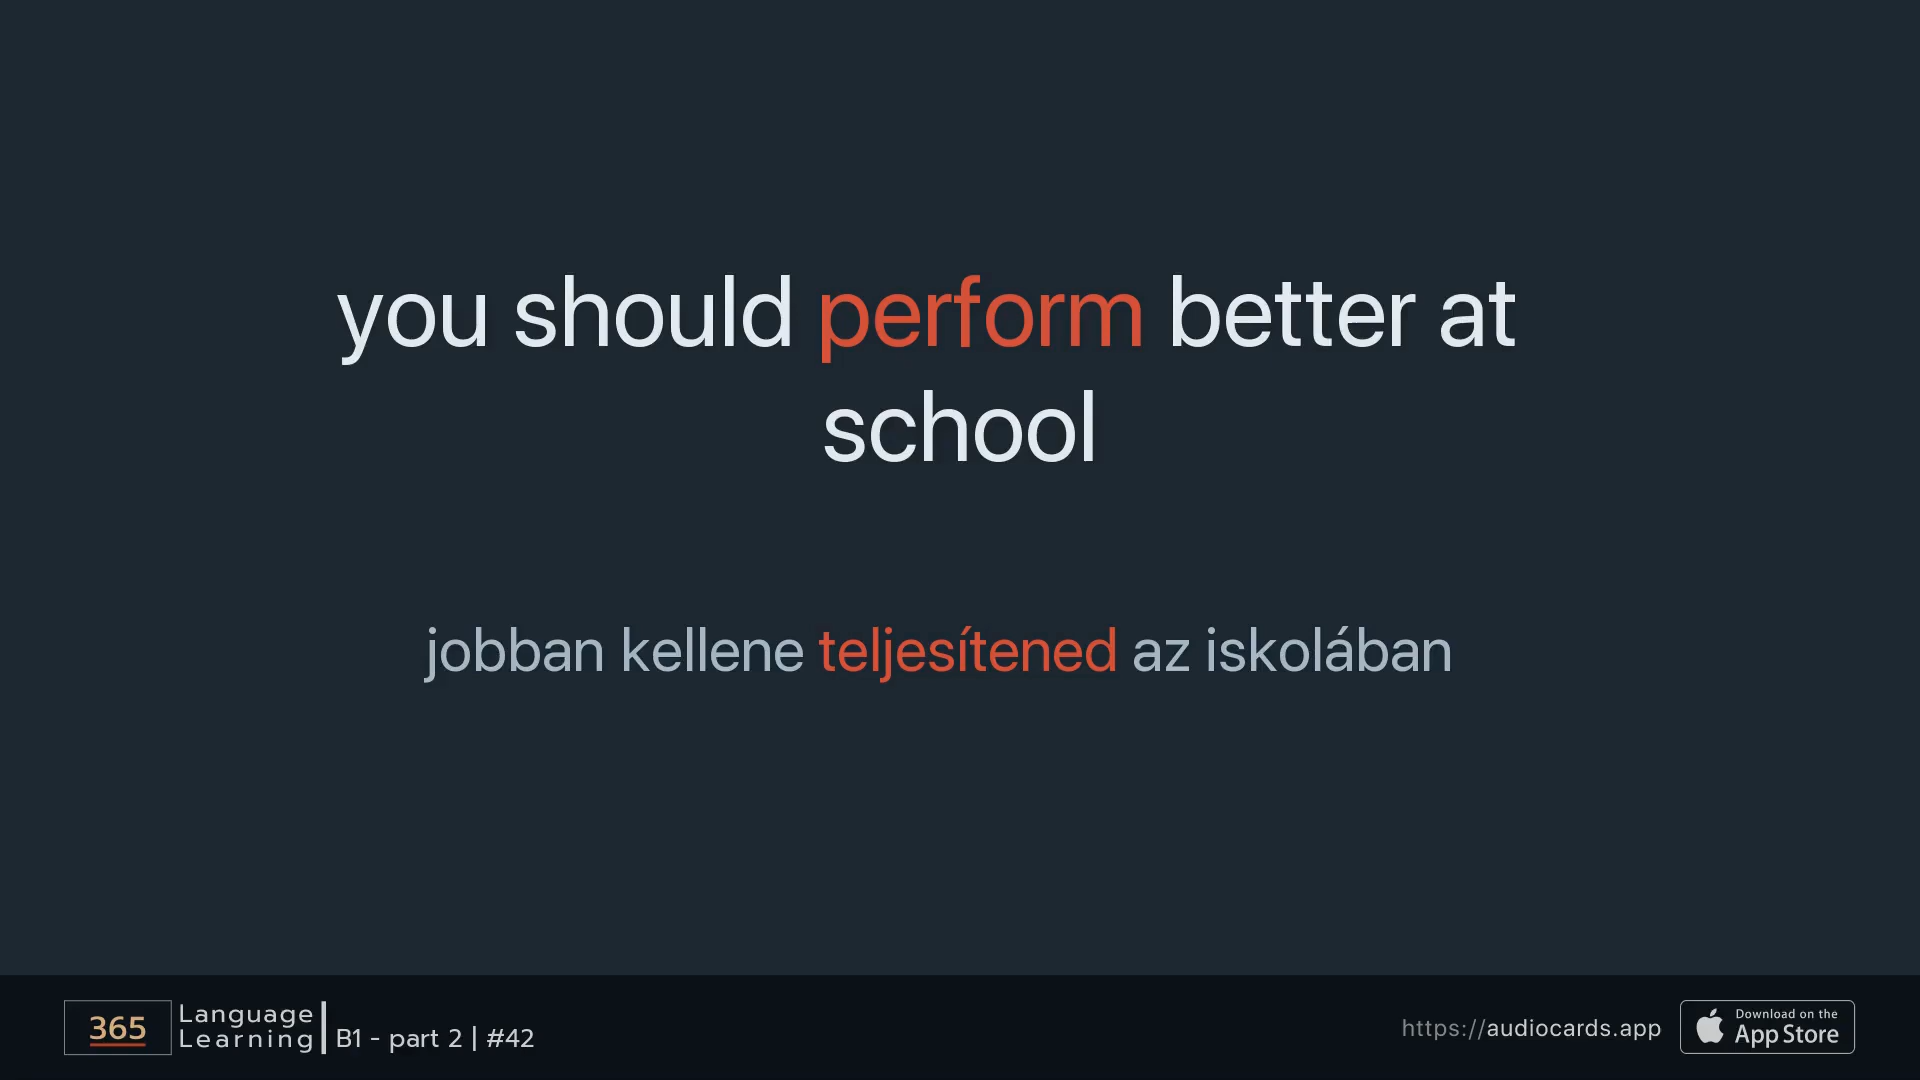 you should perform better at
school
jobban kellene teljesítened az iskolában
365
Language
Learning
B1 - part 2 | #42
https://audiocards.app
Download on the
App Store